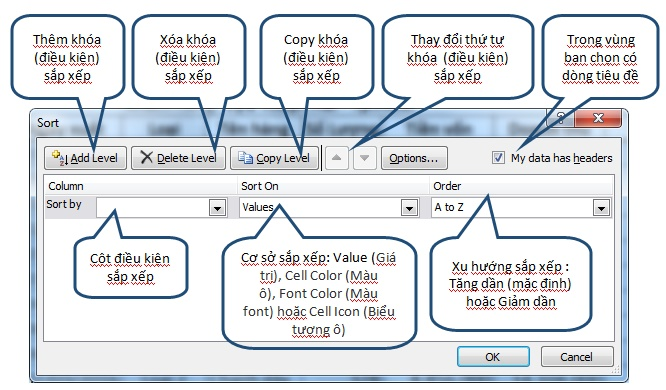 Thêm khóa
(điều kiện)
sắp xếp
Xóa khóa
(điều kiện)
sắp xếp
Copy khóa
(điều kiện)
sắp xếp
Thay đổi thứ tự
khóa (điều kiện)
sắp xếp
Trong vùng
bạn chọn có
dòng tiêu đề
Sort
Add Level
Delete Level
Copy Level
Options...
My data has headers
Column
Sort On
Order
Sort by
Values
A to Z
Cột điều kiện
sắp xếp
Cơ sở sắp xếp: Value (Giá
trị), Cell Color (Màu
ô), Font Color (Màu
font) hoặc Cell Icon (Biểu
tượng ô)
Xu hướng sắp xếp :
Tăng dần (mặc định)
hoặc Giảm dần
OK
Cancel